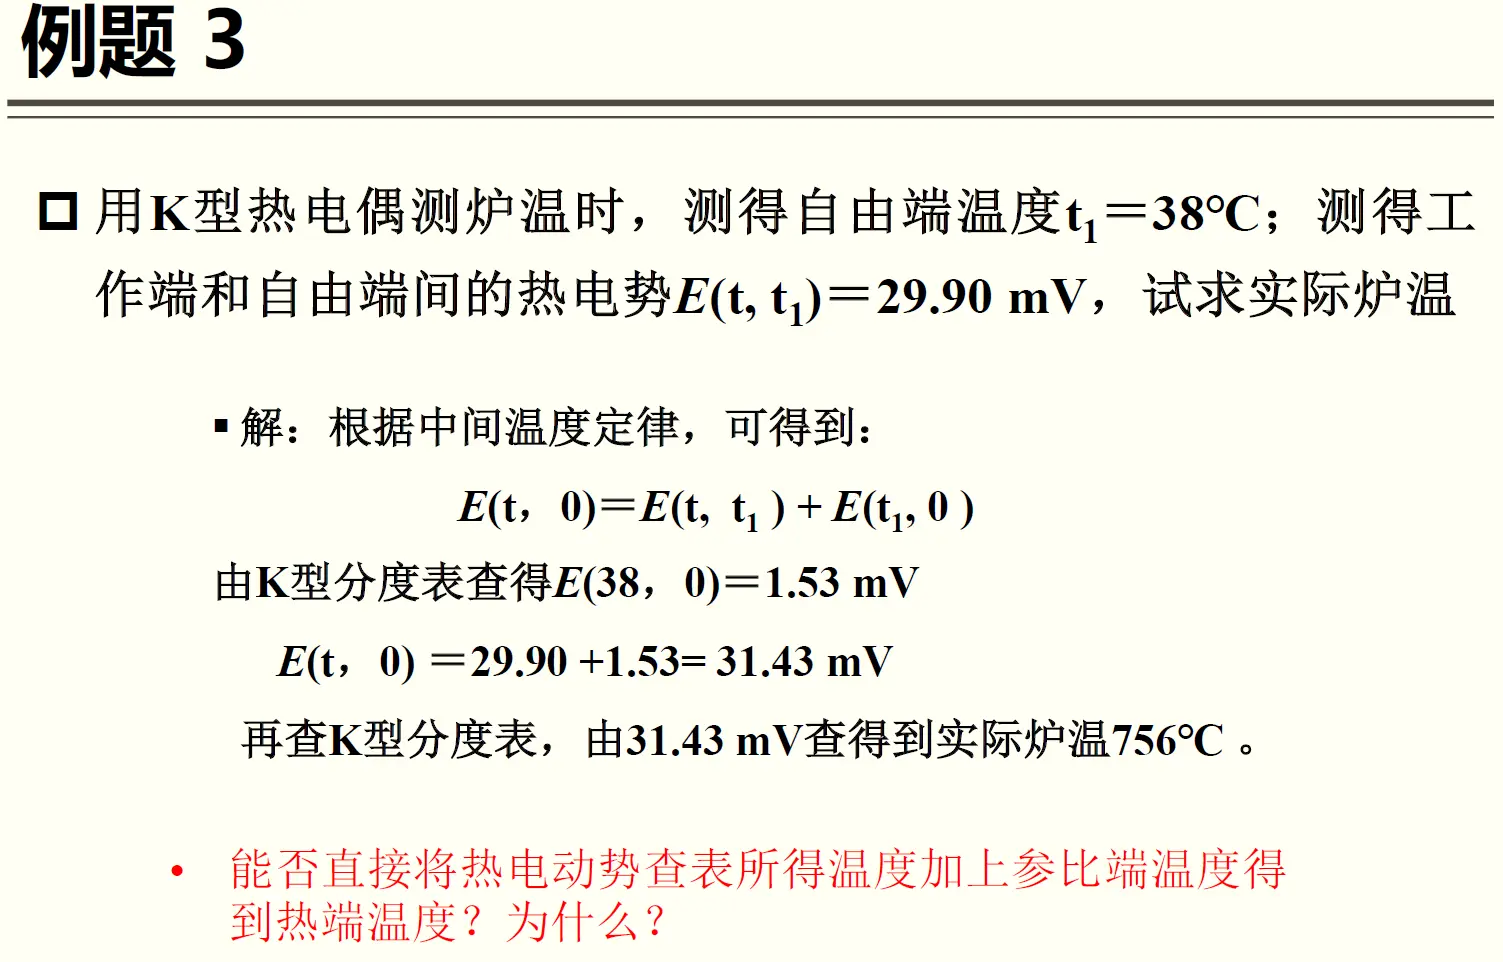 例题 3
用K型热电偶测炉温时，测得自由端温度t₁＝38℃；测得工
作端和自由端间的热电势E(t, t₁)＝29.90 mV，试求实际炉温
解：根据中间温度定律，可得到：
E(t，0)＝E(t, t₁ ) + E(t₁, 0 )
由K型分度表查得E(38，0)＝1.53 mV
E(t，0) ＝29.90 +1.53= 31.43 mV
再查K型分度表，由31.43 mV查得到实际炉温756℃ 。
能否直接将热电动势查表所得温度加上参比端温度得
到热端温度？为什么？